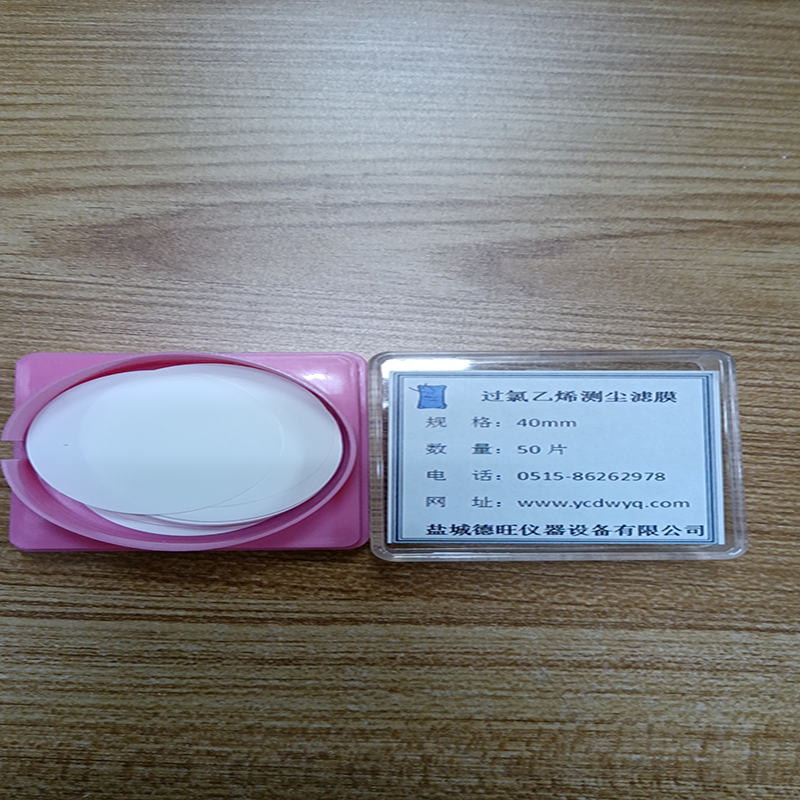 过氯乙烯测尘滤膜
规 格：40mm
数 量：50 片
电 话：0515-86262978
网 址：www.ycdwyq.com
盐城德旺仪器设备有限公司